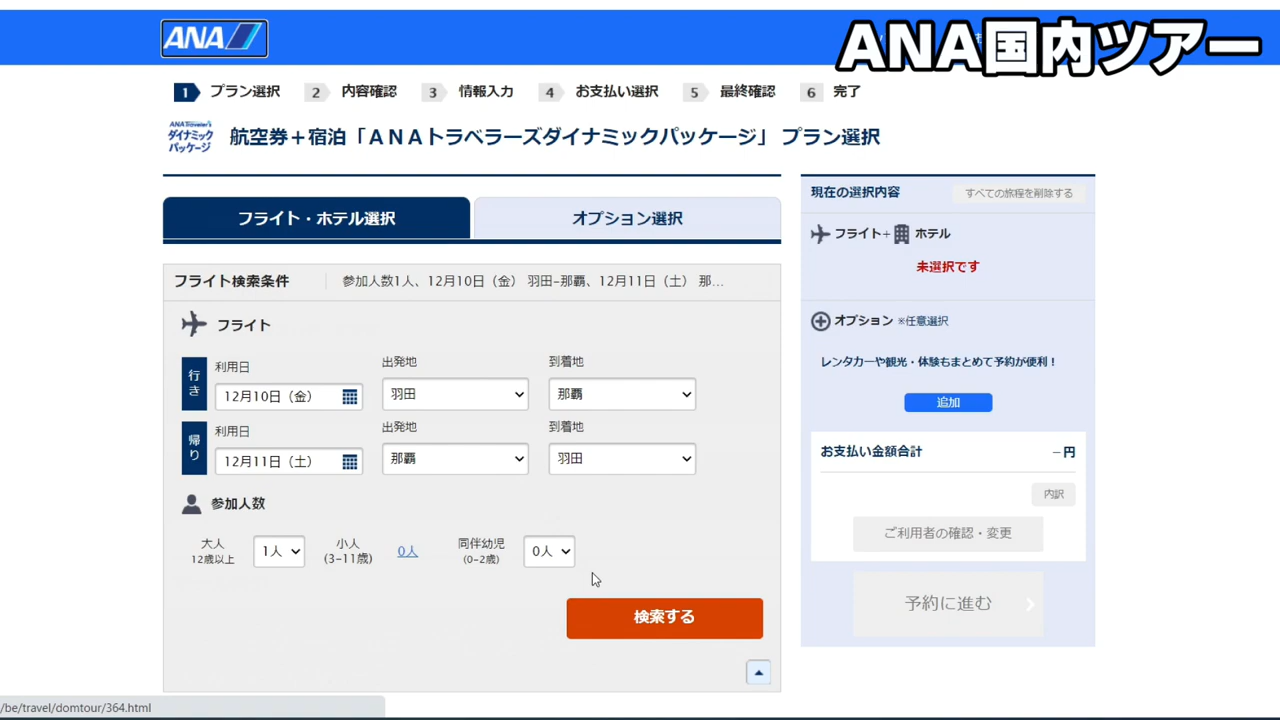 ANA
ANA国内ツアー
1 プラン選択 2 内容確認 3 情報入力 4 お支払い選択 5 最終確認 6 完了
ANA Traveler's
ダイナミック
パッケージ
航空券+宿泊「ANAトラベラーズダイナミックパッケージ」 プラン選択
フライト・ホテル選択
オプション選択
フライト検索条件
参加人数1人、12月10日（金） 羽田-那覇、12月11日（土） 那…
フライト
行き
利用日
出発地
到着地
12月10日（金）
羽田
那覇
帰り
利用日
出発地
到着地
12月11日（土）
那覇
羽田
参加人数
大人
12歳以上
1人
小人
(3-11歳)
0人
同伴幼児
(0-2歳)
0人
検索する
現在の選択内容
すべての旅程を削除する
フライト+ホテル
未選択です
オプション ※任意選択
レンタカーや観光・体験もまとめて予約が便利！
追加
お支払い金額合計
–円
内訳
ご利用者の確認・変更
予約に進む
/be/travel/domtour/364.html